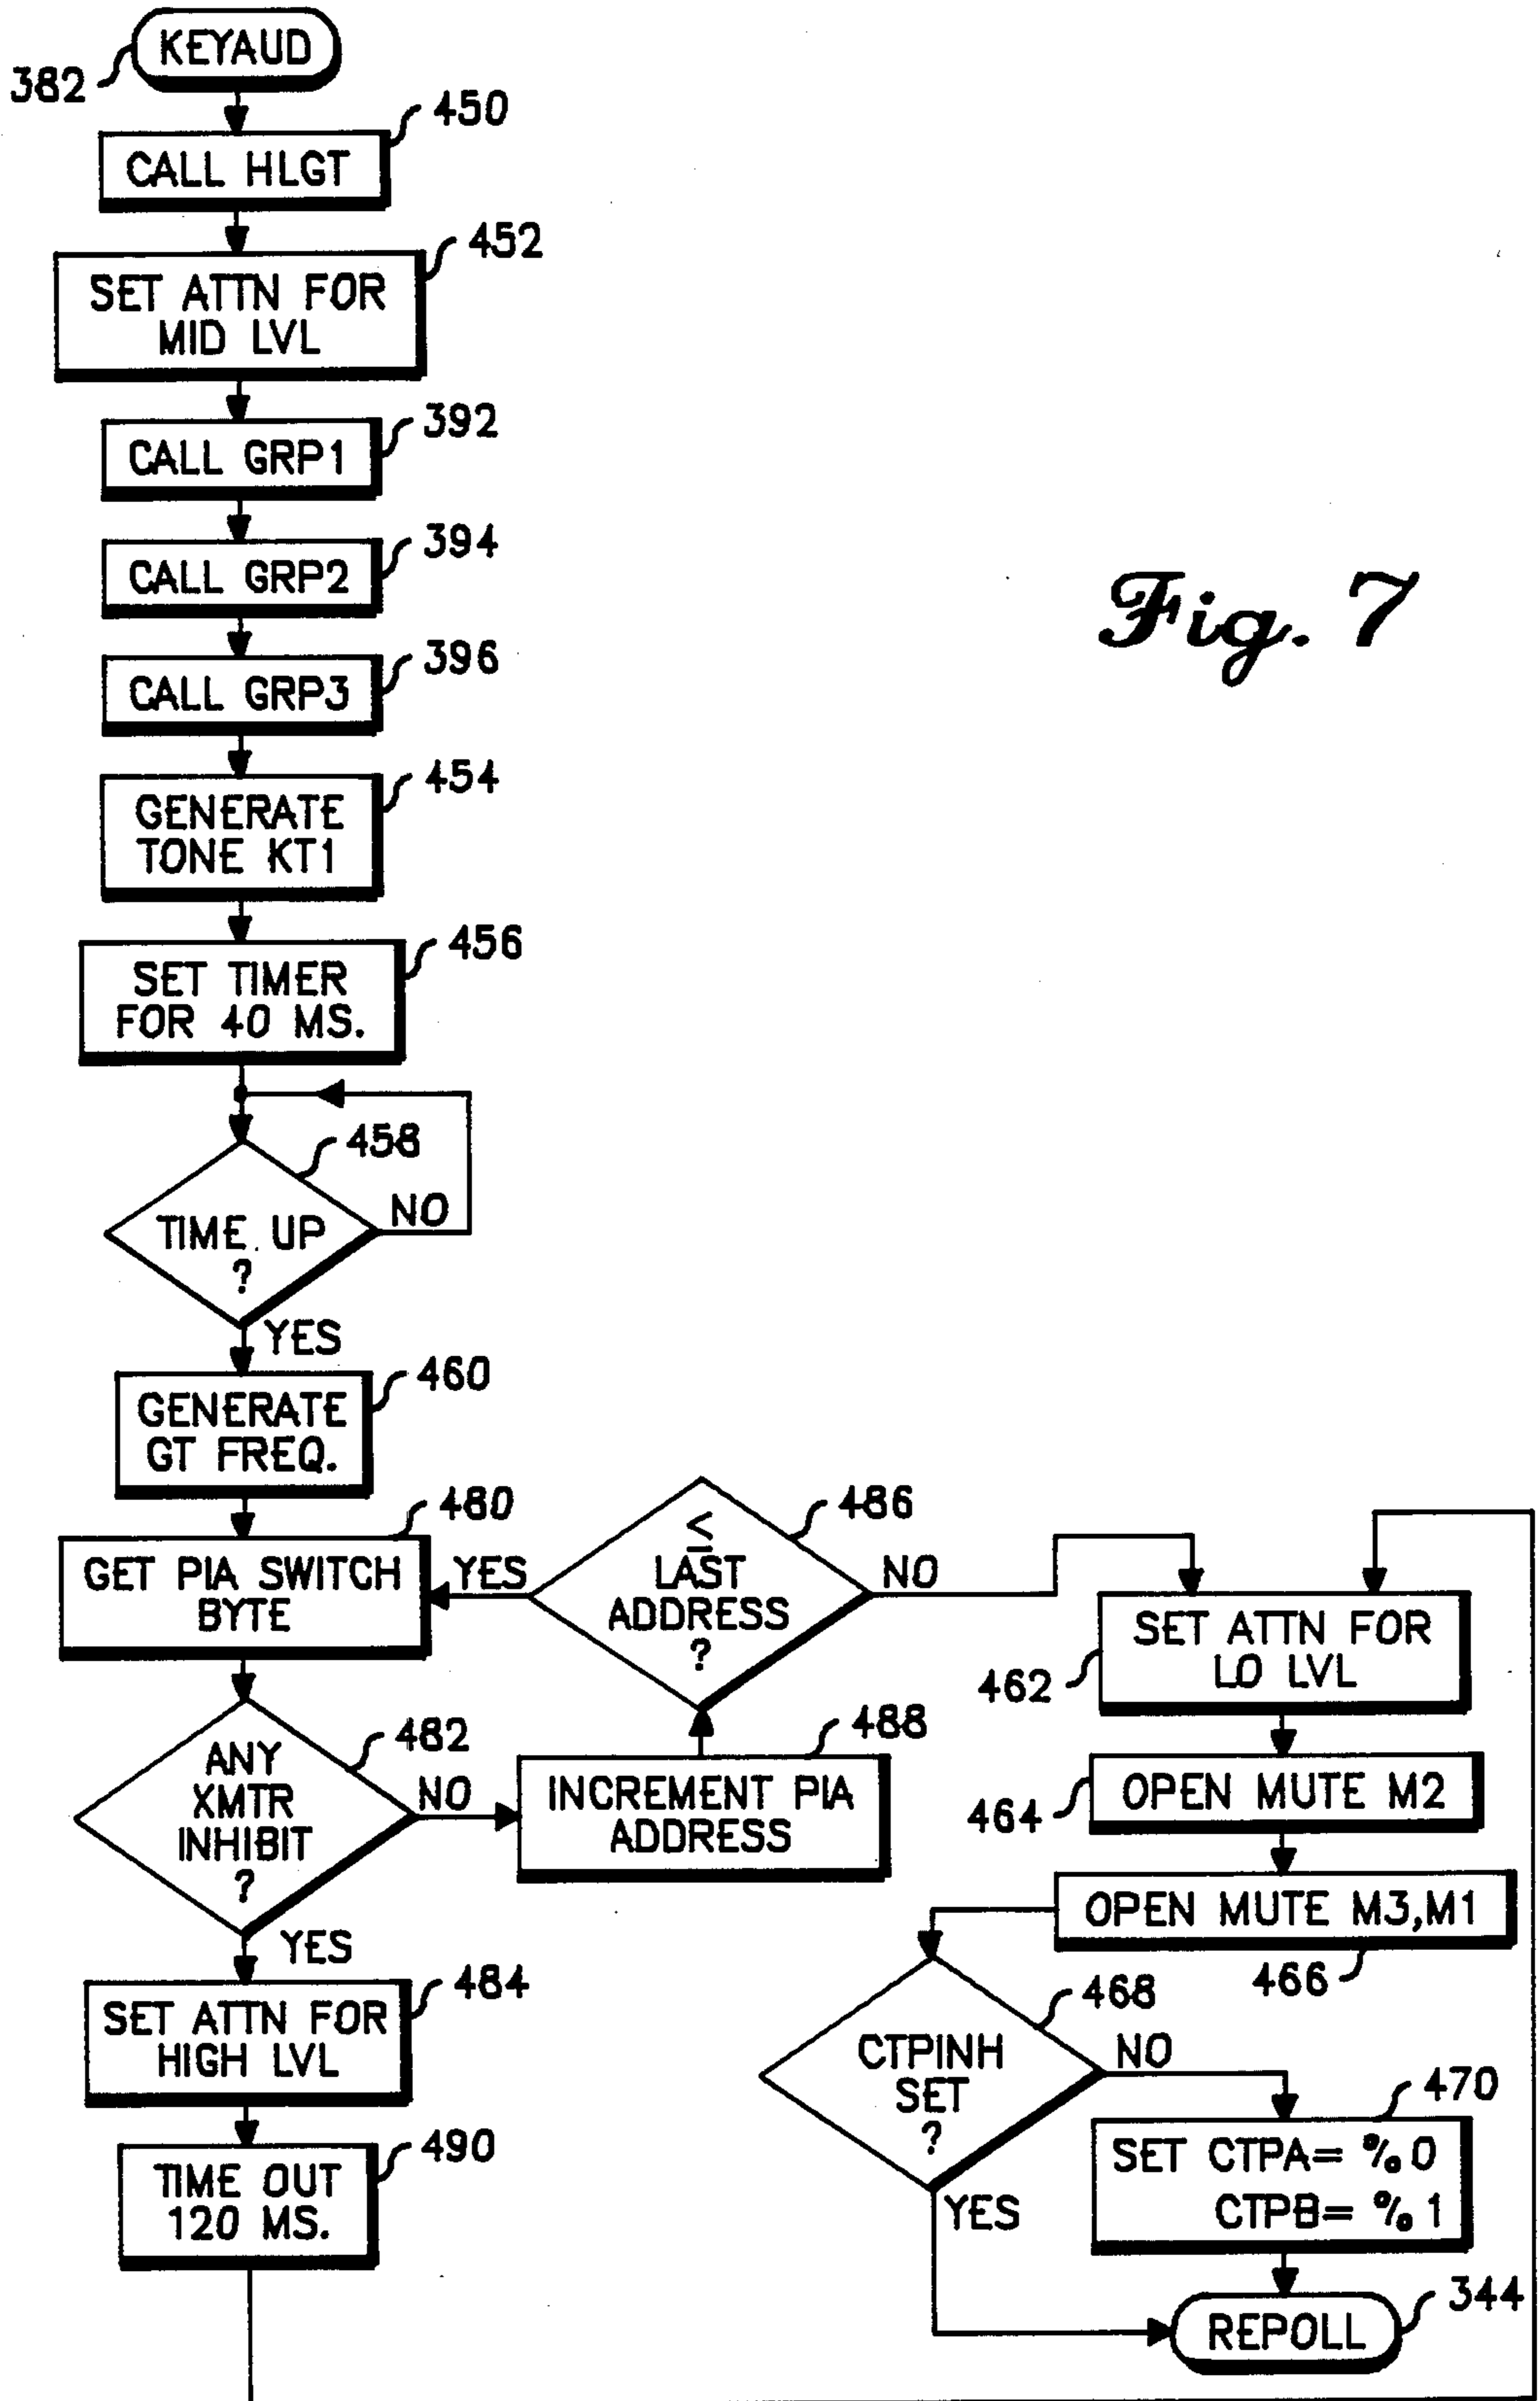 KEYAUD
382
450
CALL HLGT
452
SET ATTN FOR
MID LVL
392
CALL GRP1
394
CALL GRP2
396
CALL GRP3
454
GENERATE
TONE KT1
456
SET TIMER
FOR 40 MS.
458
TIME UP
?
NO
YES
460
GENERATE
GT FREQ.
480
GET PIA SWITCH
BYTE
YES
486
≤
LAST
ADDRESS
?
NO
482
ANY
XMTR
INHIBIT
?
NO
YES
488
INCREMENT PIA
ADDRESS
484
SET ATTN FOR
HIGH LVL
490
TIME OUT
120 MS.
SET ATTN FOR
LO LVL
462
OPEN MUTE M2
464
OPEN MUTE M3,M1
466
468
CTPINH
SET
?
NO
YES
470
SET CTPA= %0
CTPB= %1
344
REPOLL
Fig. 7